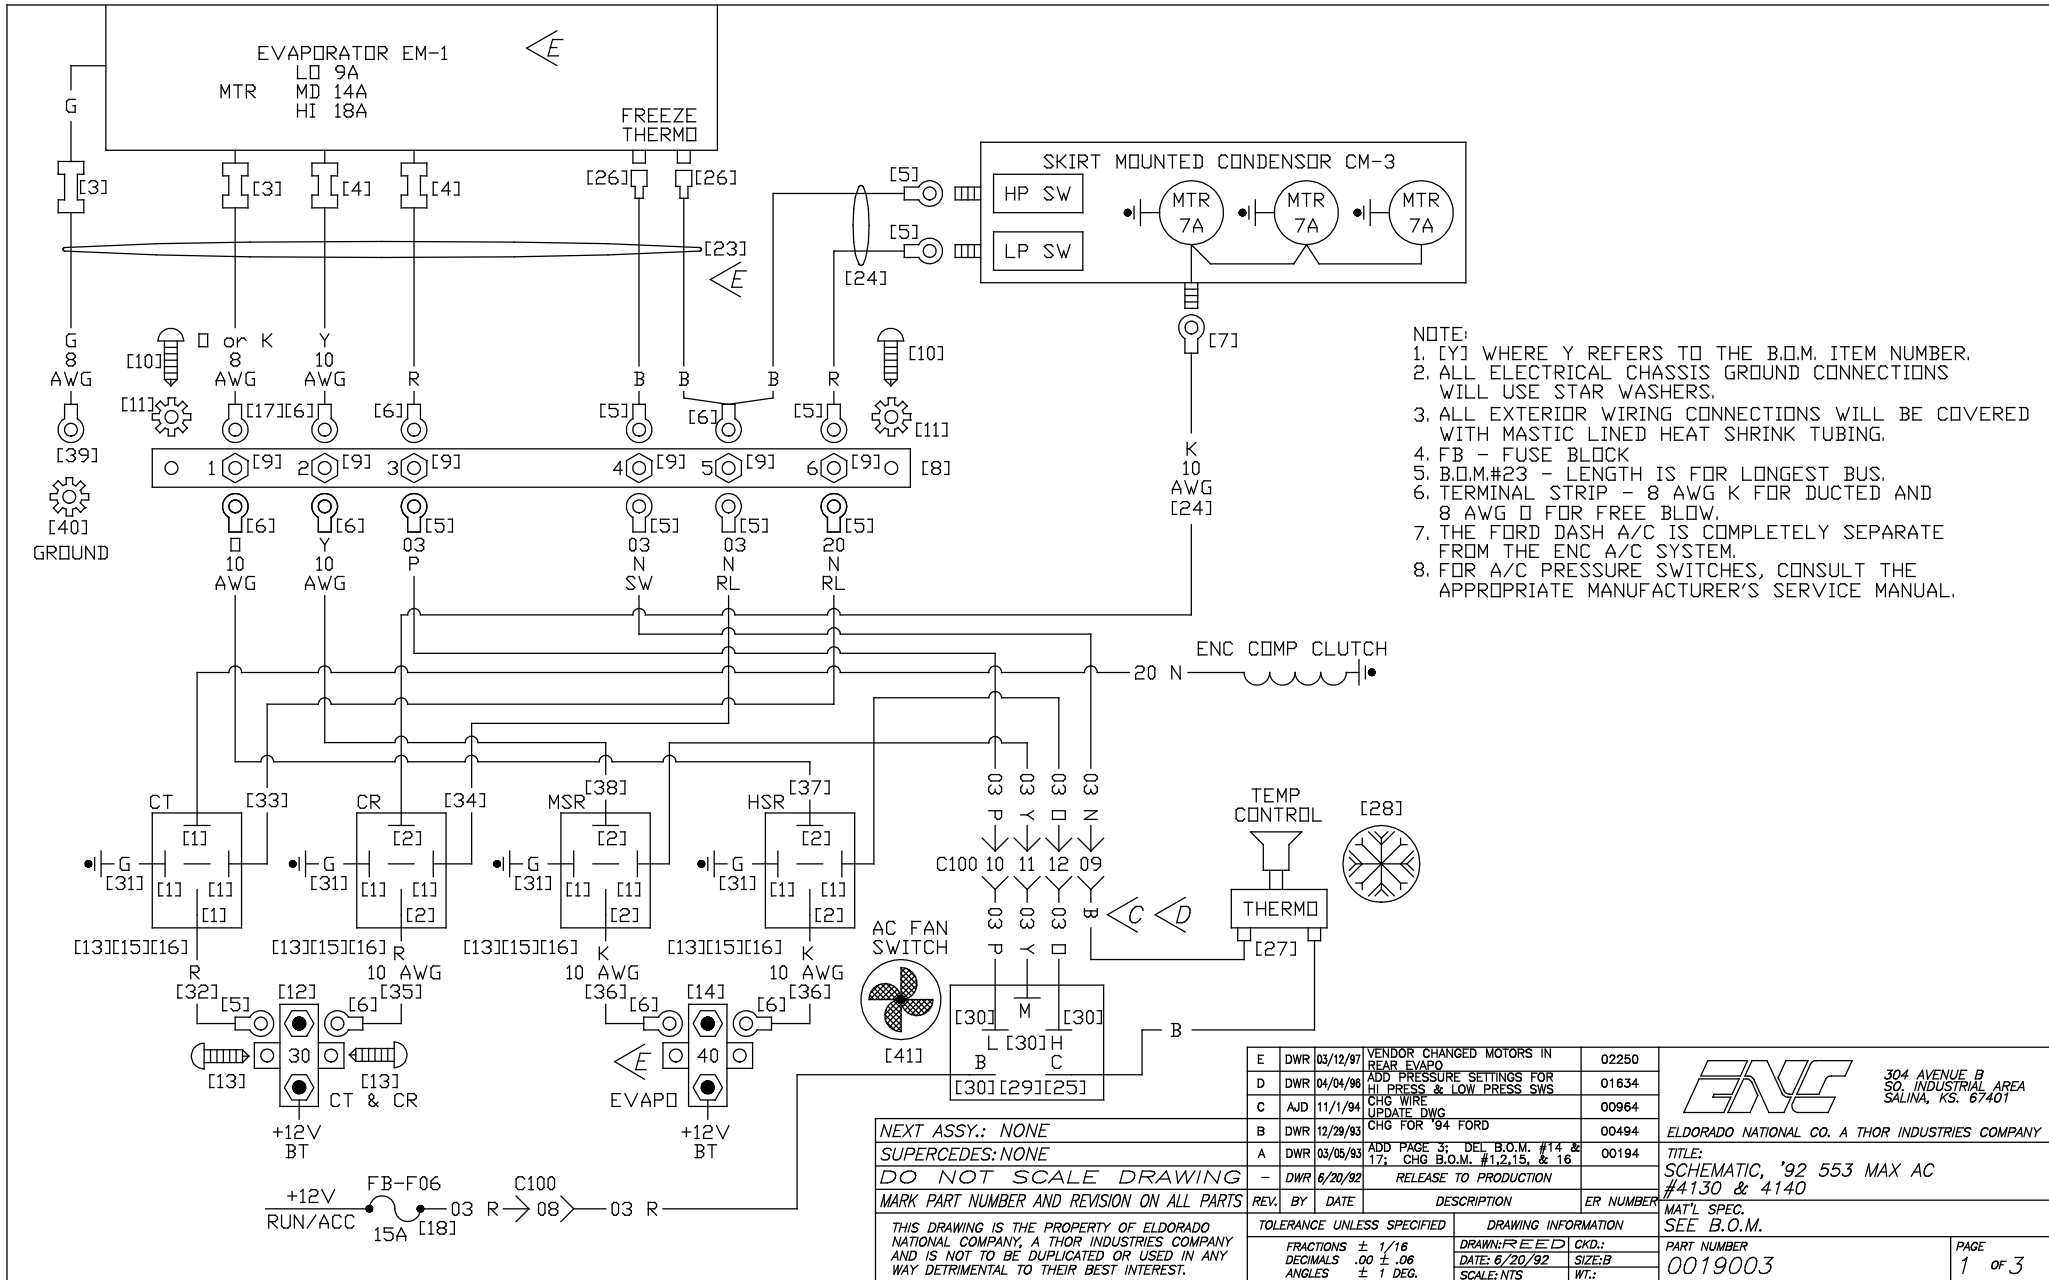 EVAPORATOR EM-1
LO 9A
MTR MD 14A
HI 18A
FREEZE
THERMO
G
[3]
[3]
[4]
[4]
[26]
[26]
[23]
E
E
[5]
[5]
[24]
SKIRT MOUNTED CONDENSOR CM-3
HP SW
LP SW
MTR
7A
MTR
7A
MTR
7A
[7]
K
10
AWG
[24]
NOTE:
1. [Y] WHERE Y REFERS TO THE B.O.M. ITEM NUMBER.
2. ALL ELECTRICAL CHASSIS GROUND CONNECTIONS
WILL USE STAR WASHERS.
3. ALL EXTERIOR WIRING CONNECTIONS WILL BE COVERED
WITH MASTIC LINED HEAT SHRINK TUBING.
4. FB - FUSE BLOCK
5. B.O.M.#23 - LENGTH IS FOR LONGEST BUS.
6. TERMINAL STRIP - 8 AWG K FOR DUCTED AND
8 AWG O FOR FREE BLOW.
7. THE FORD DASH A/C IS COMPLETELY SEPARATE
FROM THE ENC A/C SYSTEM.
8. FOR A/C PRESSURE SWITCHES, CONSULT THE
APPROPRIATE MANUFACTURER'S SERVICE MANUAL.
G
8
AWG
[10]
O or K
8
AWG
Y
10
AWG
R
B
B
B
R
[10]
[11]
[17]
[6]
[6]
[5]
[6]
[5]
[11]
[39]
[40]
GROUND
1 [9]
2 [9]
3 [9]
4 [9]
5 [9]
6 [9]
[8]
[6]
[6]
[5]
[5]
[5]
[5]
O
10
AWG
Y
10
AWG
03
P
03
N
SW
03
N
RL
20
N
RL
ENC COMP CLUTCH
20 N
CT
[33]
CR
[34]
MSR
[38]
HSR
[37]
[1]
[2]
[2]
[2]
G
[31]
[1]
[1]
[1]
G
[31]
[1]
[1]
[2]
G
[31]
[1]
[1]
[2]
G
[31]
[1]
[1]
[2]
03 P
03 Y
03 O
03 N
C100 10 11 12 09
03 P
03 Y
03 O
B
C
D
TEMP
CONTROL
[28]
THERMO
[27]
[13][15][16]
R
[32]
[13][15][16]
R
10 AWG
[35]
[13][15][16]
K
10 AWG
[36]
[13][15][16]
K
10 AWG
[36]
AC FAN
SWITCH
[41]
[5]
[12]
[6]
[6]
[14]
[6]
30
40
[13]
[13]
CT & CR
E
EVAPO
+12V
BT
+12V
BT
M
[30]
[30]
L [30] H
B
C
[30][29][25]
B
+12V
RUN/ACC
FB-F06
15A
[18]
03 R
C100
08
03 R
NEXT ASSY.: NONE
SUPERCEDES: NONE
DO NOT SCALE DRAWING
MARK PART NUMBER AND REVISION ON ALL PARTS
THIS DRAWING IS THE PROPERTY OF ELDORADO
NATIONAL COMPANY, A THOR INDUSTRIES COMPANY
AND IS NOT TO BE DUPLICATED OR USED IN ANY
WAY DETRIMENTAL TO THEIR BEST INTEREST.
E DWR 03/12/97 VENDOR CHANGED MOTORS IN
REAR EVAPO 02250
D DWR 04/04/96 ADD PRESSURE SETTINGS FOR
HI PRESS & LOW PRESS SWS 01634
C AJD 11/1/94 CHG WIRE
UPDATE DWG 00964
B DWR 12/29/93 CHG FOR '94 FORD 00494
A DWR 03/05/93 ADD PAGE 3; DEL B.O.M. #14 &
17; CHG B.O.M. #1,2,15, & 16 00194
- DWR 6/20/92 RELEASE TO PRODUCTION
REV. BY DATE DESCRIPTION ER NUMBER
TOLERANCE UNLESS SPECIFIED
FRACTIONS ± 1/16
DECIMALS .00 ± .06
ANGLES ± 1 DEG.
DRAWING INFORMATION
DRAWN: REED CKD.:
DATE: 6/20/92 SIZE:B
SCALE: NTS WT.:
ENC
304 AVENUE B
SO. INDUSTRIAL AREA
SALINA, KS. 67401
ELDORADO NATIONAL CO. A THOR INDUSTRIES COMPANY
TITLE:
SCHEMATIC, '92 553 MAX AC
#4130 & 4140
MAT'L SPEC.
SEE B.O.M.
PART NUMBER
0019003
PAGE
1 OF 3